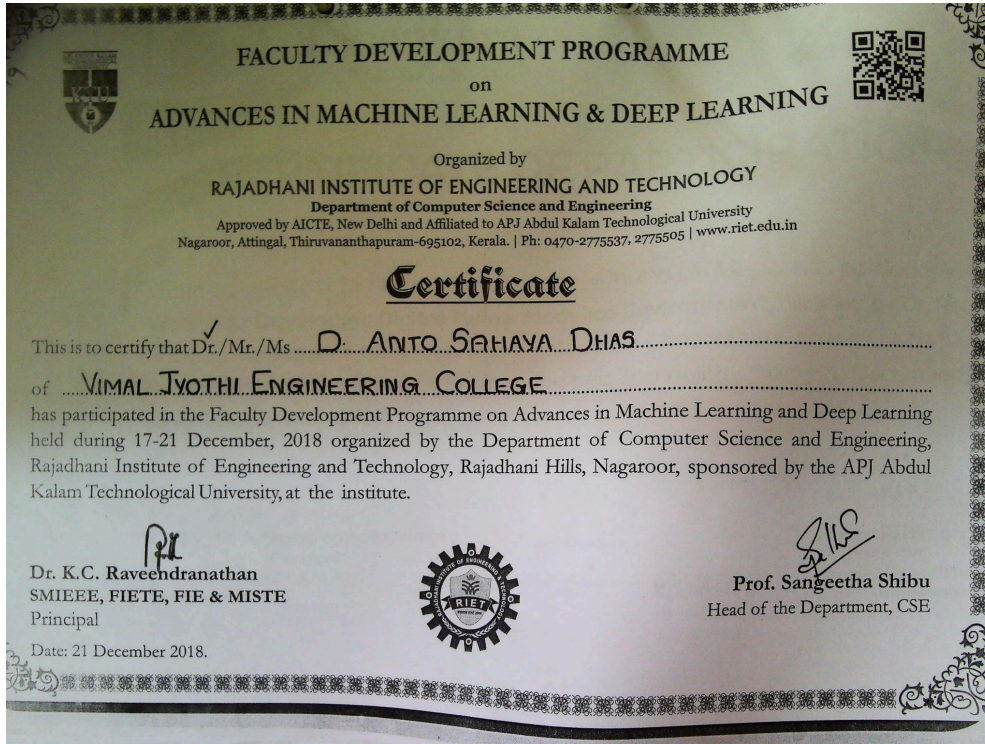 KTU
FACULTY DEVELOPMENT PROGRAMME
on
ADVANCES IN MACHINE LEARNING & DEEP LEARNING
Organized by
RAJADHANI INSTITUTE OF ENGINEERING AND TECHNOLOGY
Department of Computer Science and Engineering
Approved by AICTE, New Delhi and Affiliated to APJ Abdul Kalam Technological University
Nagaroor, Attingal, Thiruvananthapuram-695102, Kerala. | Ph: 0470-2775537, 2775505 | www.riet.edu.in
Certificate
This is to certify that Dr./Mr./Ms ... D. ANTO SAHAYA DHAS
of ... VIMAL JYOTHI ENGINEERING COLLEGE
has participated in the Faculty Development Programme on Advances in Machine Learning and Deep Learning
held during 17-21 December, 2018 organized by the Department of Computer Science and Engineering,
Rajadhani Institute of Engineering and Technology, Rajadhani Hills, Nagaroor, sponsored by the APJ Abdul
Kalam Technological University, at the institute.
Dr. K.C. Raveendranathan
SMIEEE, FIETE, FIE & MISTE
Principal
Date: 21 December 2018.
RAJADHANI INSTITUTE OF ENGINEERING & TECHNOLOGY
RIET
Prof. Sangeetha Shibu
Head of the Department, CSE